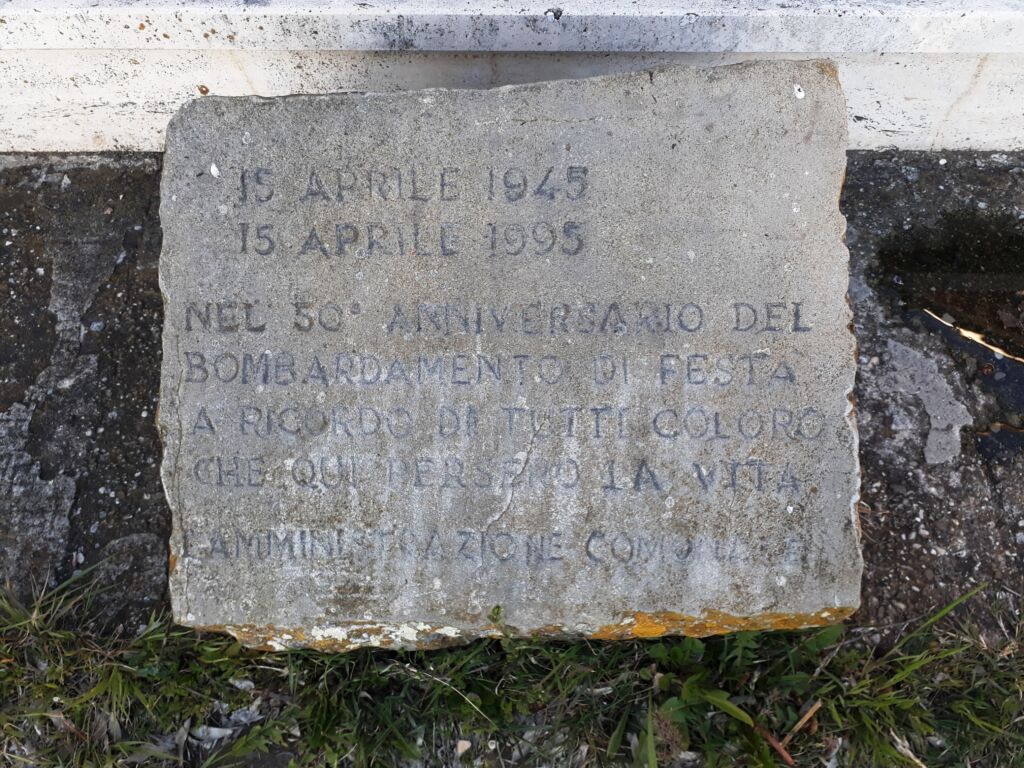 15 APRILE 1945
15 APRILE 1995
NEL 50° ANNIVERSARIO DEL
BOMBARDAMENTO DI FESTA
A RICORDO DI TUTTI COLORO
CHE QUI PERSERO LA VITA
L'AMMINISTRAZIONE COMUNALE